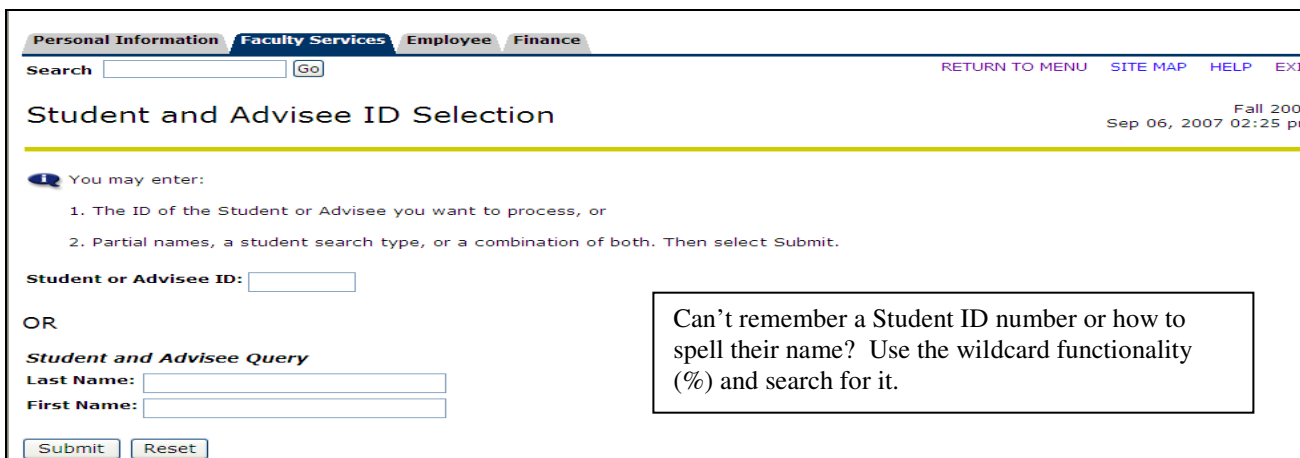 Personal Information Faculty Services Employee Finance
Search Go RETURN TO MENU SITE MAP HELP EXI
Student and Advisee ID Selection
Fall 200
Sep 06, 2007 02:25 p
You may enter:
1. The ID of the Student or Advisee you want to process, or
2. Partial names, a student search type, or a combination of both. Then select Submit.
Student or Advisee ID:
OR
Student and Advisee Query
Last Name:
First Name:
Submit Reset
Can't remember a Student ID number or how to
spell their name? Use the wildcard functionality
(%) and search for it.